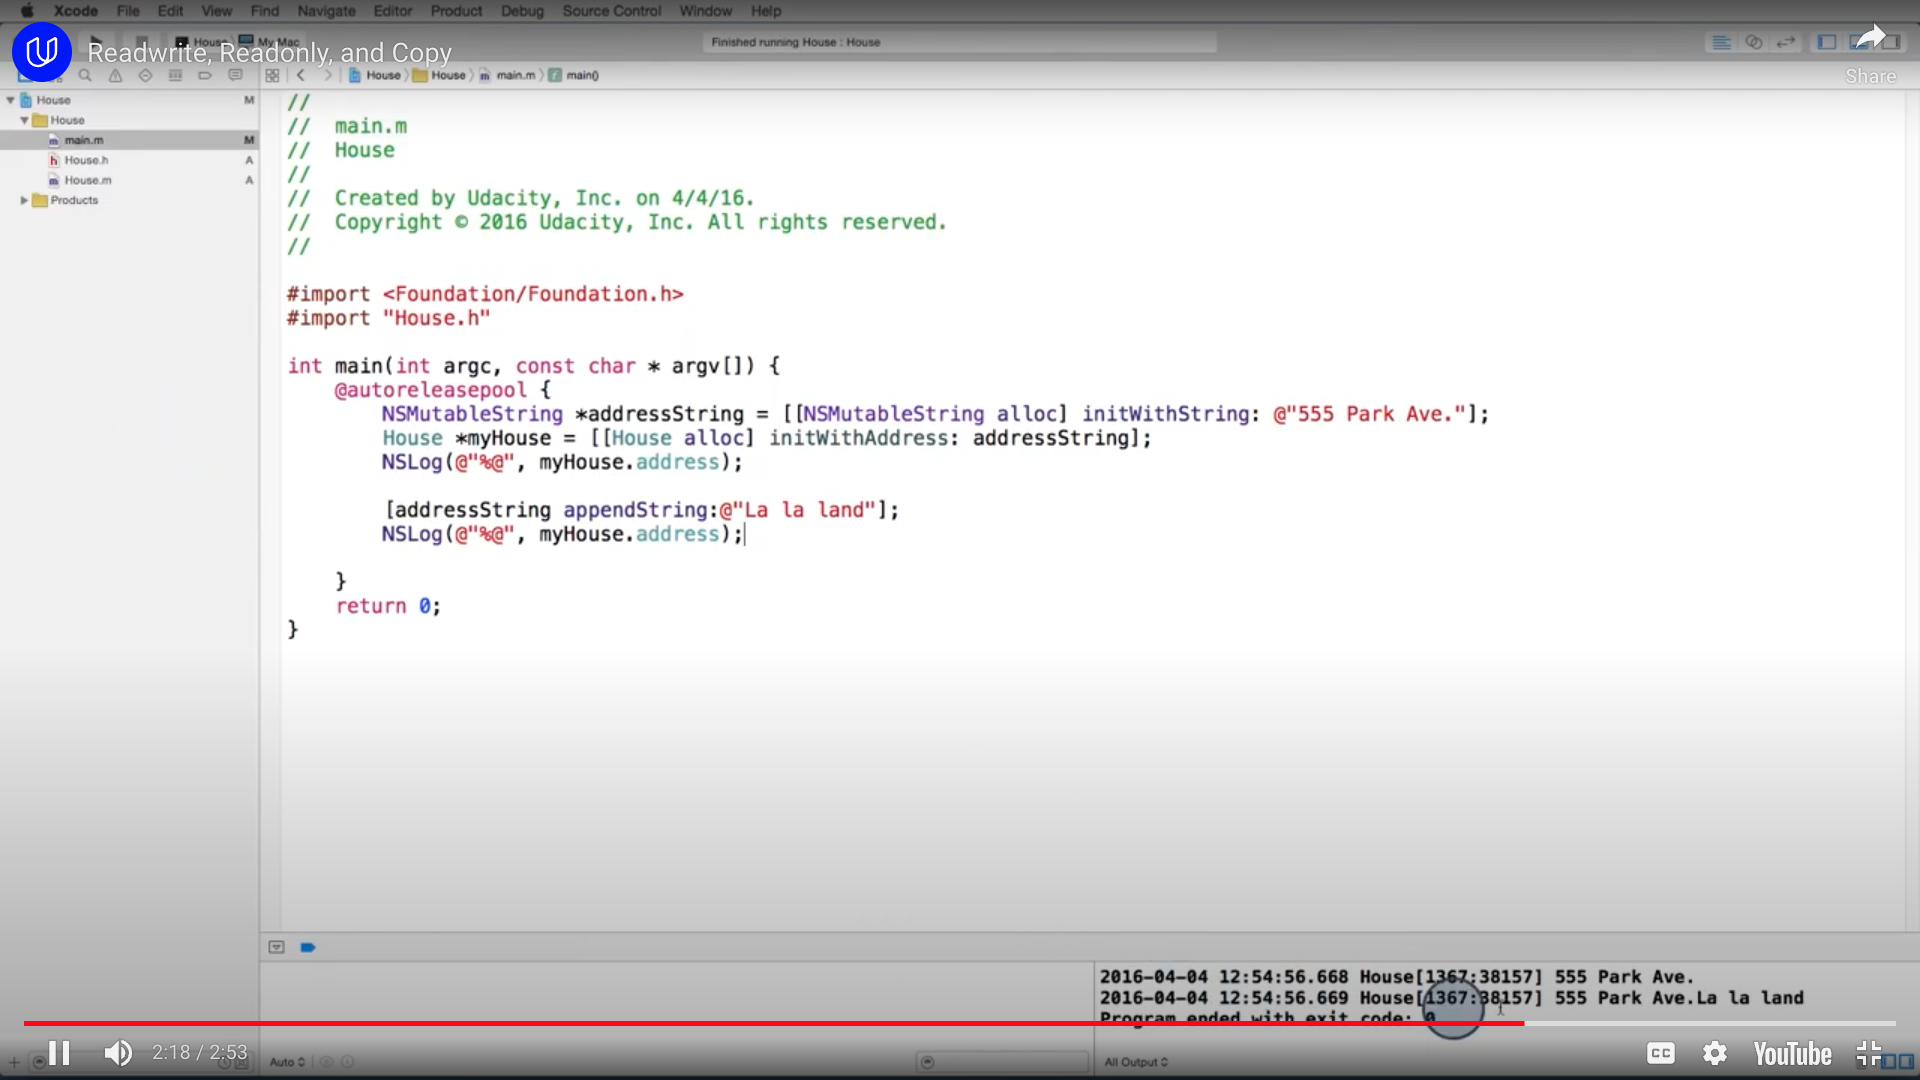 Xcode File Edit View Find Navigate Editor Product Debug Source Control Window Help
House My Mac
Finished running House : House
Readwrite, Readonly, and Copy
Share
House House main.m main()
House M
House
main.m M
House.h A
House.m A
Products
//
// main.m
// House
//
// Created by Udacity, Inc. on 4/4/16.
// Copyright © 2016 Udacity, Inc. All rights reserved.
//
#import <Foundation/Foundation.h>
#import "House.h"
int main(int argc, const char * argv[]) {
@autoreleasepool {
NSMutableString *addressString = [[NSMutableString alloc] initWithString: @"555 Park Ave."];
House *myHouse = [[House alloc] initWithAddress: addressString];
NSLog(@"%@", myHouse.address);
[addressString appendString:@"La la land"];
NSLog(@"%@", myHouse.address);
}
return 0;
}
2016-04-04 12:54:56.668 House[1367:38157] 555 Park Ave.
2016-04-04 12:54:56.669 House[1367:38157] 555 Park Ave.La la land
Program ended with exit code: 0
2:18 / 2:53
Auto
All Output
CC
YouTube